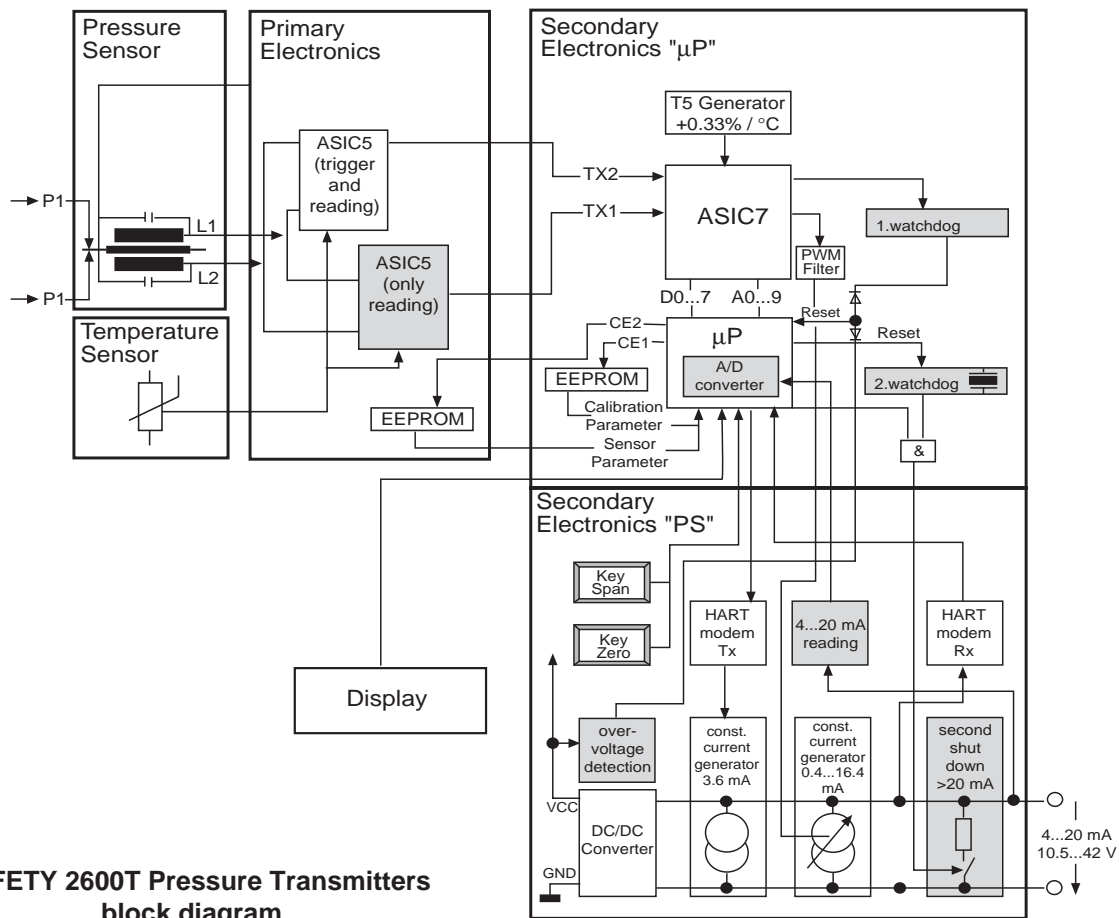 Pressure
Sensor
Primary
Electronics
Secondary
Electronics "μP"
T5 Generator
+0.33% / °C
ASIC5
(trigger
and
reading)
TX2
TX1
ASIC7
1.watchdog
PWM
Filter
P1
P1
L1
L2
ASIC5
(only
reading)
D0...7
A0...9
Reset
Reset
CE2
CE1
μP
A/D
converter
2.watchdog
Temperature
Sensor
EEPROM
EEPROM
Calibration
Parameter
Sensor
Parameter
&
Secondary
Electronics "PS"
Key
Span
Key
Zero
HART
modem
Tx
4...20 mA
reading
HART
modem
Rx
Display
over-
voltage
detection
const.
current
generator
3.6 mA
const.
current
generator
0.4...16.4
mA
second
shut
down
>20 mA
VCC
DC/DC
Converter
GND
4...20 mA
10.5...42 V
FETY 2600T Pressure Transmitters
block diagram